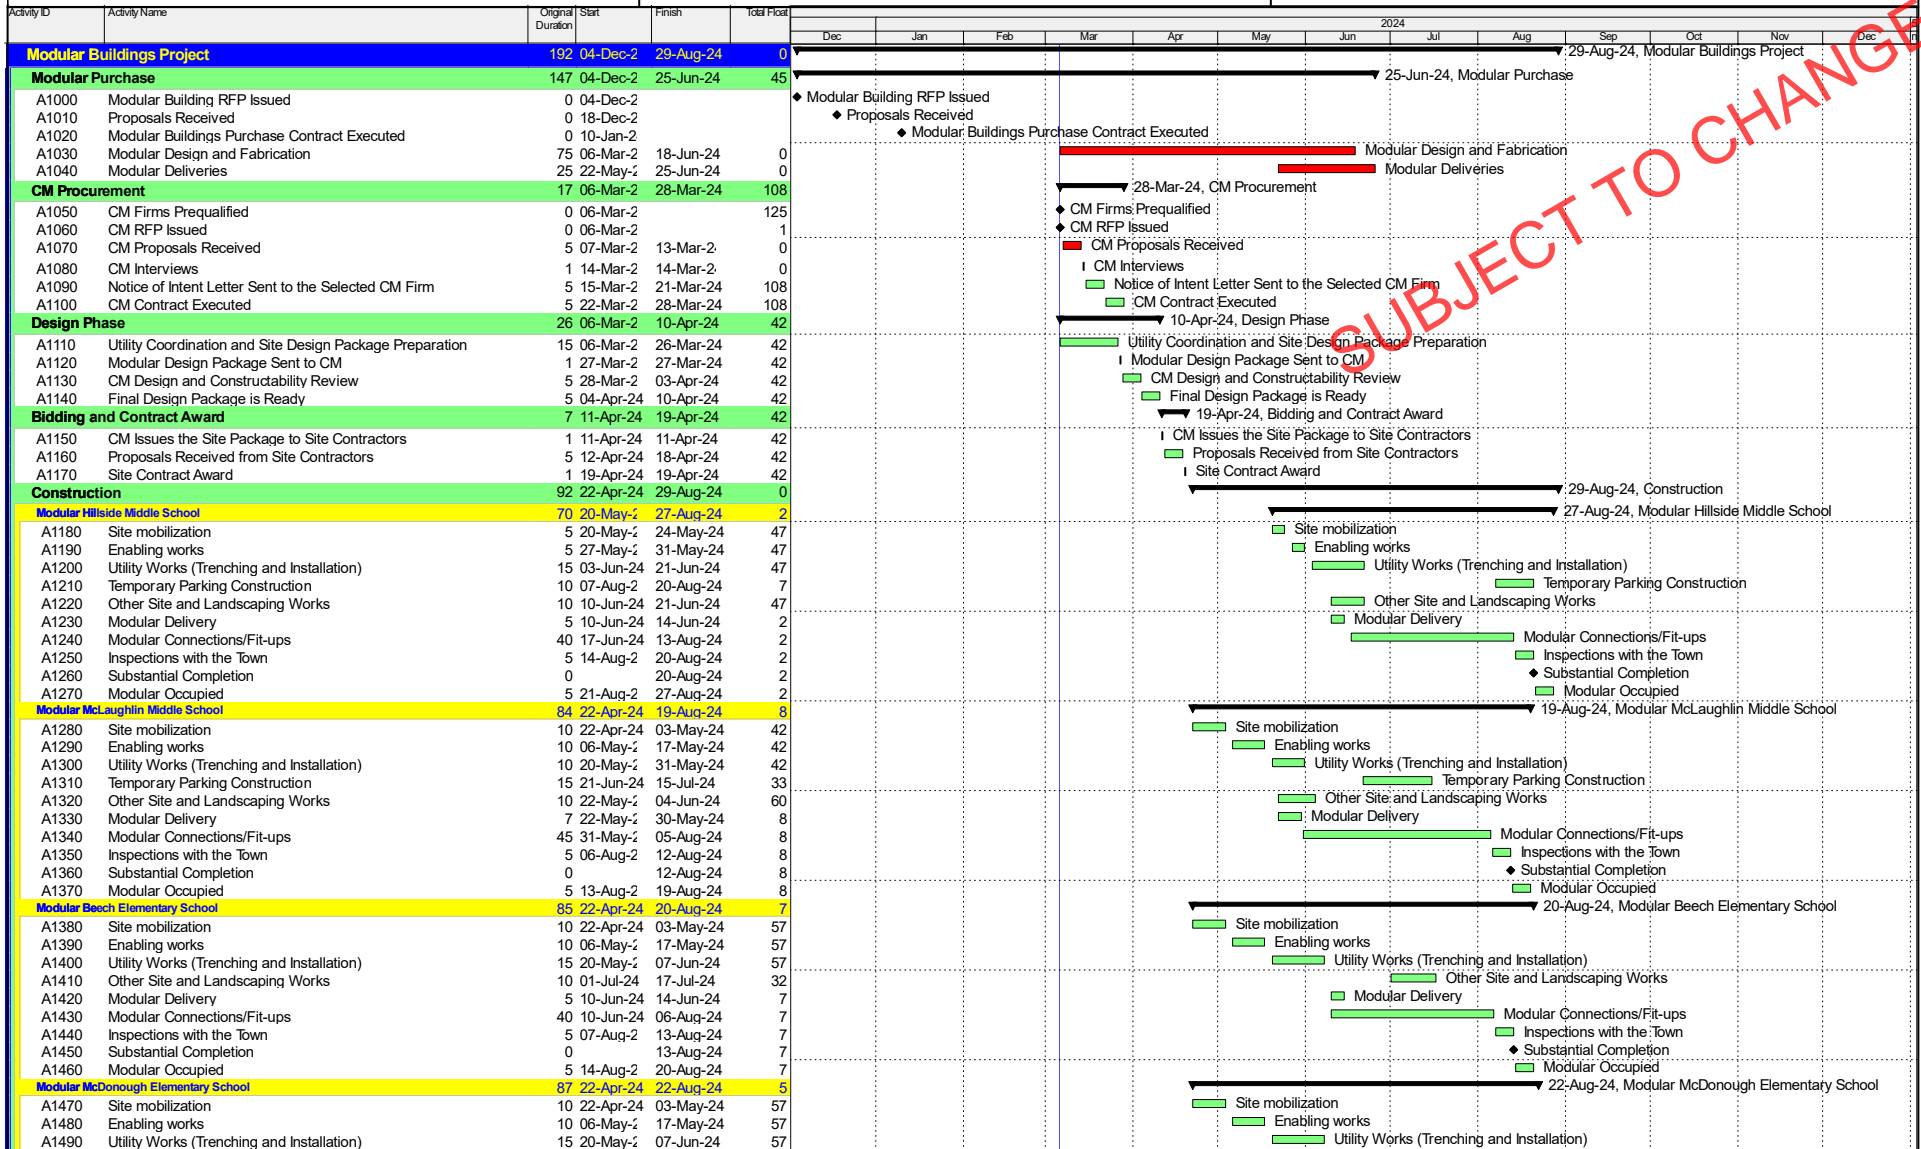 Activity ID Activity Name Original Duration Start Finish Total Float 2024
Dec Jan Feb Mar Apr May Jun Jul Aug Sep Oct Nov Dec
Modular Buildings Project 192 04-Dec-2 29-Aug-24 0 29-Aug-24, Modular Buildings Project
Modular Purchase 147 04-Dec-2 25-Jun-24 45 25-Jun-24, Modular Purchase
A1000 Modular Building RFP Issued 0 04-Dec-2 Modular Building RFP Issued
A1010 Proposals Received 0 18-Dec-2 Proposals Received
A1020 Modular Buildings Purchase Contract Executed 0 10-Jan-2 Modular Buildings Purchase Contract Executed
A1030 Modular Design and Fabrication 75 06-Mar-2 18-Jun-24 0 Modular Design and Fabrication
A1040 Modular Deliveries 25 22-May-2 25-Jun-24 0 Modular Deliveries
CM Procurement 17 06-Mar-2 28-Mar-24 108 28-Mar-24, CM Procurement
A1050 CM Firms Prequalified 0 06-Mar-2 125 CM Firms Prequalified
A1060 CM RFP Issued 0 06-Mar-2 1 CM RFP Issued
A1070 CM Proposals Received 5 07-Mar-2 13-Mar-2 0 CM Proposals Received
A1080 CM Interviews 1 14-Mar-2 14-Mar-2 0 CM Interviews
A1090 Notice of Intent Letter Sent to the Selected CM Firm 5 15-Mar-2 21-Mar-24 108 Notice of Intent Letter Sent to the Selected CM Firm
A1100 CM Contract Executed 5 22-Mar-2 28-Mar-24 108 CM Contract Executed
Design Phase 26 06-Mar-2 10-Apr-24 42 10-Apr-24, Design Phase
A1110 Utility Coordination and Site Design Package Preparation 15 06-Mar-2 26-Mar-24 42 Utility Coordination and Site Design Package Preparation
A1120 Modular Design Package Sent to CM 1 27-Mar-2 27-Mar-24 42 Modular Design Package Sent to CM
A1130 CM Design and Constructability Review 5 28-Mar-2 03-Apr-24 42 CM Design and Constructability Review
A1140 Final Design Package is Ready 5 04-Apr-24 10-Apr-24 42 Final Design Package is Ready
Bidding and Contract Award 7 11-Apr-24 19-Apr-24 42 19-Apr-24, Bidding and Contract Award
A1150 CM Issues the Site Package to Site Contractors 1 11-Apr-24 11-Apr-24 42 CM Issues the Site Package to Site Contractors
A1160 Proposals Received from Site Contractors 5 12-Apr-24 18-Apr-24 42 Proposals Received from Site Contractors
A1170 Site Contract Award 1 19-Apr-24 19-Apr-24 42 Site Contract Award
Construction 92 22-Apr-24 29-Aug-24 0 29-Aug-24, Construction
Modular Hillside Middle School 70 20-May-2 27-Aug-24 2 27-Aug-24, Modular Hillside Middle School
A1180 Site mobilization 5 20-May-2 24-May-24 47 Site mobilization
A1190 Enabling works 5 27-May-2 31-May-24 47 Enabling works
A1200 Utility Works (Trenching and Installation) 15 03-Jun-24 21-Jun-24 47 Utility Works (Trenching and Installation)
A1210 Temporary Parking Construction 10 07-Aug-2 20-Aug-24 7 Temporary Parking Construction
A1220 Other Site and Landscaping Works 10 10-Jun-24 21-Jun-24 47 Other Site and Landscaping Works
A1230 Modular Delivery 5 10-Jun-24 14-Jun-24 2 Modular Delivery
A1240 Modular Connections/Fit-ups 40 17-Jun-24 13-Aug-24 2 Modular Connections/Fit-ups
A1250 Inspections with the Town 5 14-Aug-2 20-Aug-24 2 Inspections with the Town
A1260 Substantial Completion 0 20-Aug-24 2 Substantial Completion
A1270 Modular Occupied 5 21-Aug-2 27-Aug-24 2 Modular Occupied
Modular McLaughlin Middle School 84 22-Apr-24 19-Aug-24 8 19-Aug-24, Modular McLaughlin Middle School
A1280 Site mobilization 10 22-Apr-24 03-May-24 42 Site mobilization
A1290 Enabling works 10 06-May-2 17-May-24 42 Enabling works
A1300 Utility Works (Trenching and Installation) 10 20-May-2 31-May-24 42 Utility Works (Trenching and Installation)
A1310 Temporary Parking Construction 15 21-Jun-24 15-Jul-24 33 Temporary Parking Construction
A1320 Other Site and Landscaping Works 10 22-May-2 04-Jun-24 60 Other Site and Landscaping Works
A1330 Modular Delivery 7 22-May-2 30-May-24 8 Modular Delivery
A1340 Modular Connections/Fit-ups 45 31-May-2 05-Aug-24 8 Modular Connections/Fit-ups
A1350 Inspections with the Town 5 06-Aug-2 12-Aug-24 8 Inspections with the Town
A1360 Substantial Completion 0 12-Aug-24 8 Substantial Completion
A1370 Modular Occupied 5 13-Aug-2 19-Aug-24 8 Modular Occupied
Modular Beech Elementary School 85 22-Apr-24 20-Aug-24 7 20-Aug-24, Modular Beech Elementary School
A1380 Site mobilization 10 22-Apr-24 03-May-24 57 Site mobilization
A1390 Enabling works 10 06-May-2 17-May-24 57 Enabling works
A1400 Utility Works (Trenching and Installation) 15 20-May-2 07-Jun-24 57 Utility Works (Trenching and Installation)
A1410 Other Site and Landscaping Works 10 01-Jul-24 17-Jul-24 32 Other Site and Landscaping Works
A1420 Modular Delivery 5 10-Jun-24 14-Jun-24 7 Modular Delivery
A1430 Modular Connections/Fit-ups 40 10-Jun-24 06-Aug-24 7 Modular Connections/Fit-ups
A1440 Inspections with the Town 5 07-Aug-2 13-Aug-24 7 Inspections with the Town
A1450 Substantial Completion 0 13-Aug-24 7 Substantial Completion
A1460 Modular Occupied 5 14-Aug-2 20-Aug-24 7 Modular Occupied
Modular McDonough Elementary School 87 22-Apr-24 22-Aug-24 5 22-Aug-24, Modular McDonough Elementary School
A1470 Site mobilization 10 22-Apr-24 03-May-24 57 Site mobilization
A1480 Enabling works 10 06-May-2 17-May-24 57 Enabling works
A1490 Utility Works (Trenching and Installation) 15 20-May-2 07-Jun-24 57 Utility Works (Trenching and Installation)
SUBJECT TO CHANGE